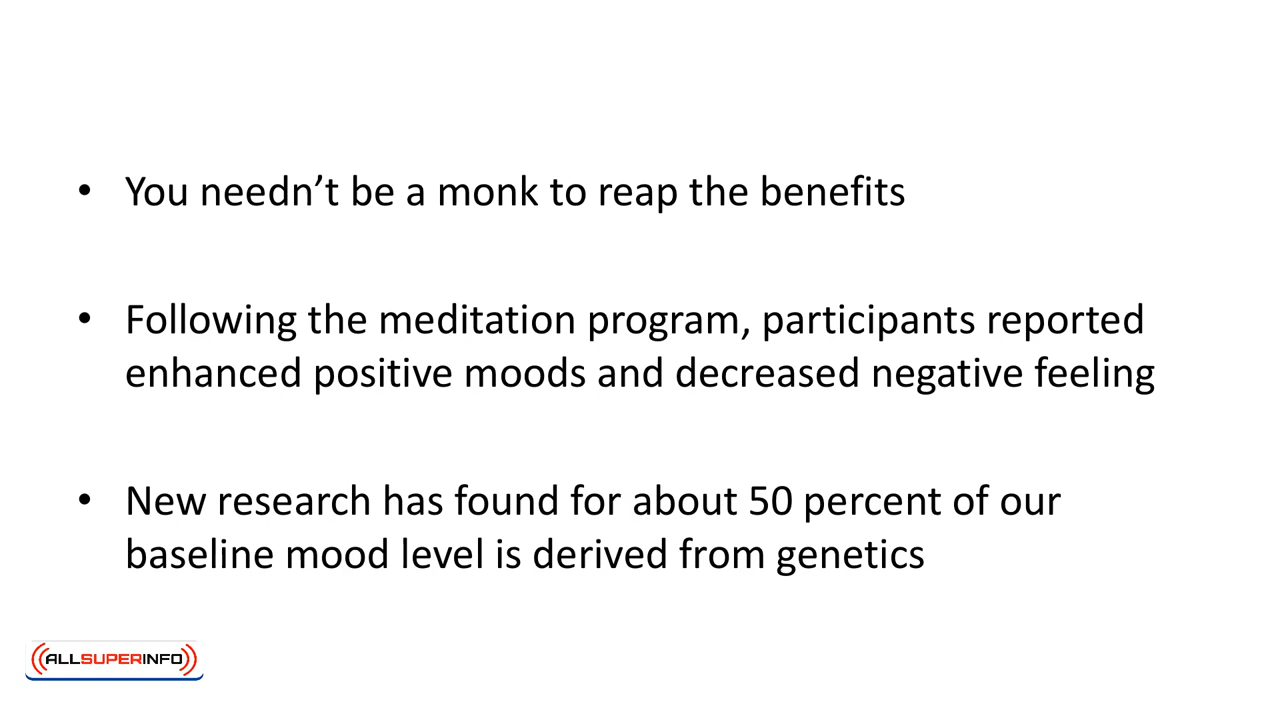 • You needn’t be a monk to reap the benefits
• Following the meditation program, participants reported
enhanced positive moods and decreased negative feeling
• New research has found for about 50 percent of our
baseline mood level is derived from genetics
ALLSUPERINFO